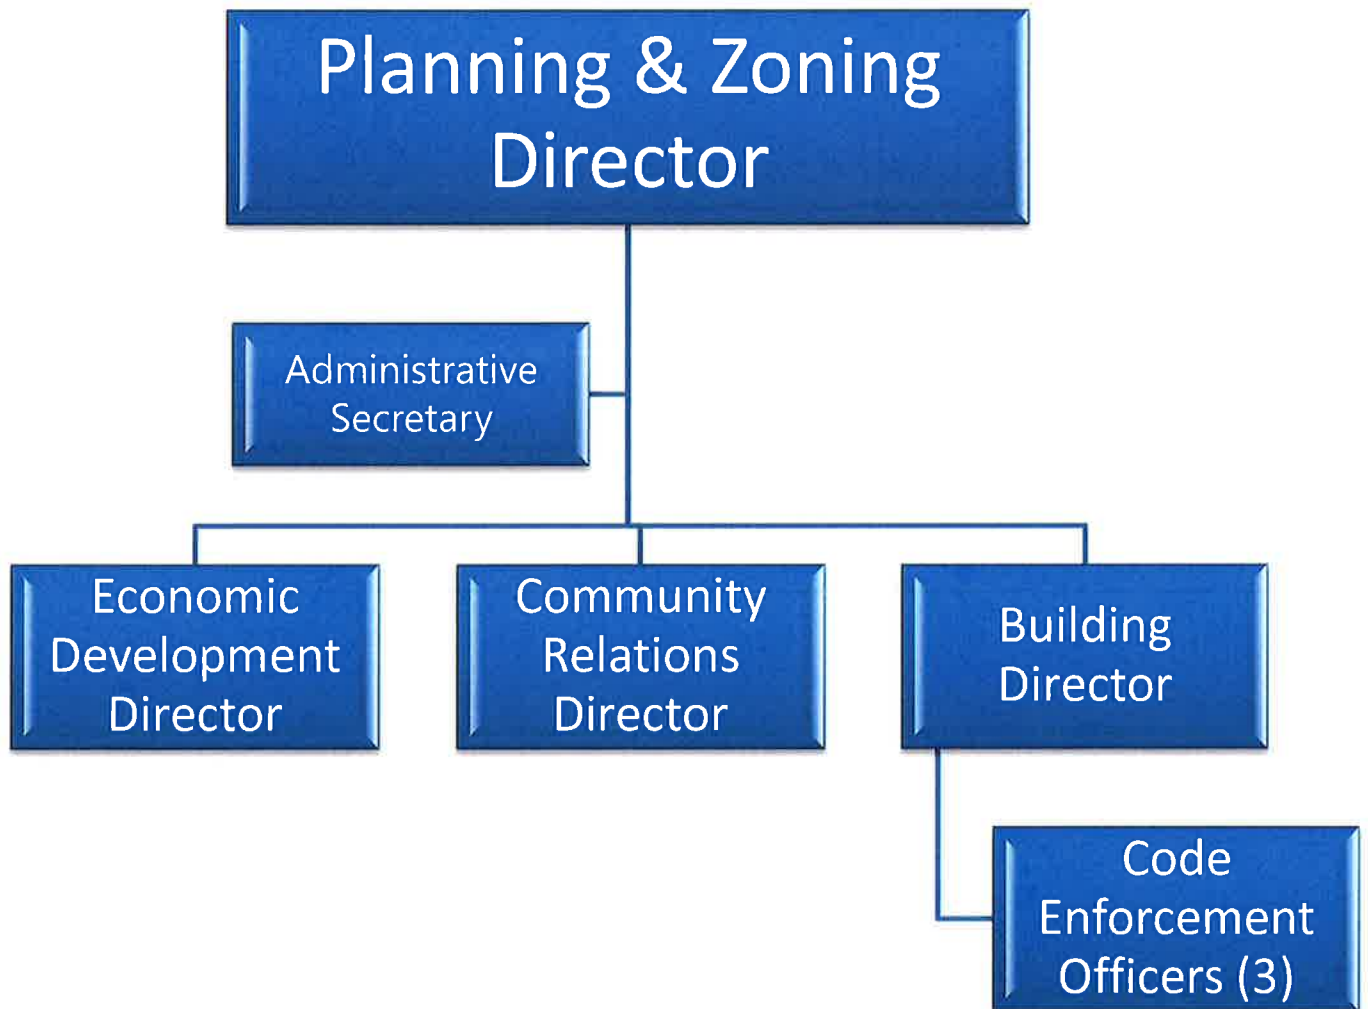 Planning & Zoning
Director
Administrative
Secretary
Economic
Development
Director
Community
Relations
Director
Building
Director
Code
Enforcement
Officers (3)